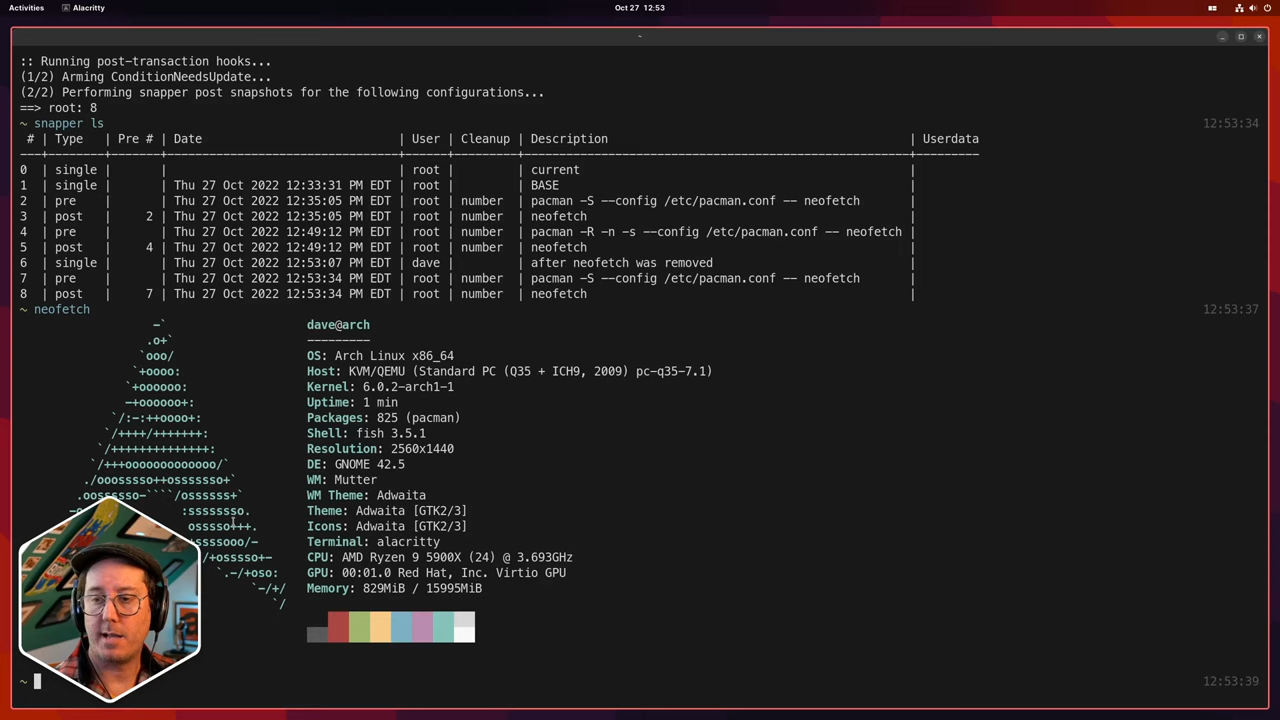 Activities Alacritty Oct 27 12:53
~
:: Running post-transaction hooks...
(1/2) Arming ConditionNeedsUpdate...
(2/2) Performing snapper post snapshots for the following configurations...
==> root: 8
~ snapper ls 12:53:34
# | Type | Pre # | Date | User | Cleanup | Description | Userdata
0 | single | | | root | | current |
1 | single | | Thu 27 Oct 2022 12:33:31 PM EDT | root | | BASE |
2 | pre | | Thu 27 Oct 2022 12:35:05 PM EDT | root | number | pacman -S --config /etc/pacman.conf -- neofetch |
3 | post | 2 | Thu 27 Oct 2022 12:35:05 PM EDT | root | number | neofetch |
4 | pre | | Thu 27 Oct 2022 12:49:12 PM EDT | root | number | pacman -R -n -s --config /etc/pacman.conf -- neofetch |
5 | post | 4 | Thu 27 Oct 2022 12:49:12 PM EDT | root | number | neofetch |
6 | single | | Thu 27 Oct 2022 12:53:07 PM EDT | dave | | after neofetch was removed |
7 | pre | | Thu 27 Oct 2022 12:53:34 PM EDT | root | number | pacman -S --config /etc/pacman.conf -- neofetch |
8 | post | 7 | Thu 27 Oct 2022 12:53:34 PM EDT | root | number | neofetch |
~ neofetch 12:53:37
dave@arch
---------
OS: Arch Linux x86_64
Host: KVM/QEMU (Standard PC (Q35 + ICH9, 2009) pc-q35-7.1)
Kernel: 6.0.2-arch1-1
Uptime: 1 min
Packages: 825 (pacman)
Shell: fish 3.5.1
Resolution: 2560x1440
DE: GNOME 42.5
WM: Mutter
WM Theme: Adwaita
Theme: Adwaita [GTK2/3]
Icons: Adwaita [GTK2/3]
Terminal: alacritty
CPU: AMD Ryzen 9 5900X (24) @ 3.693GHz
GPU: 00:01.0 Red Hat, Inc. Virtio GPU
Memory: 829MiB / 15995MiB
~ 12:53:39